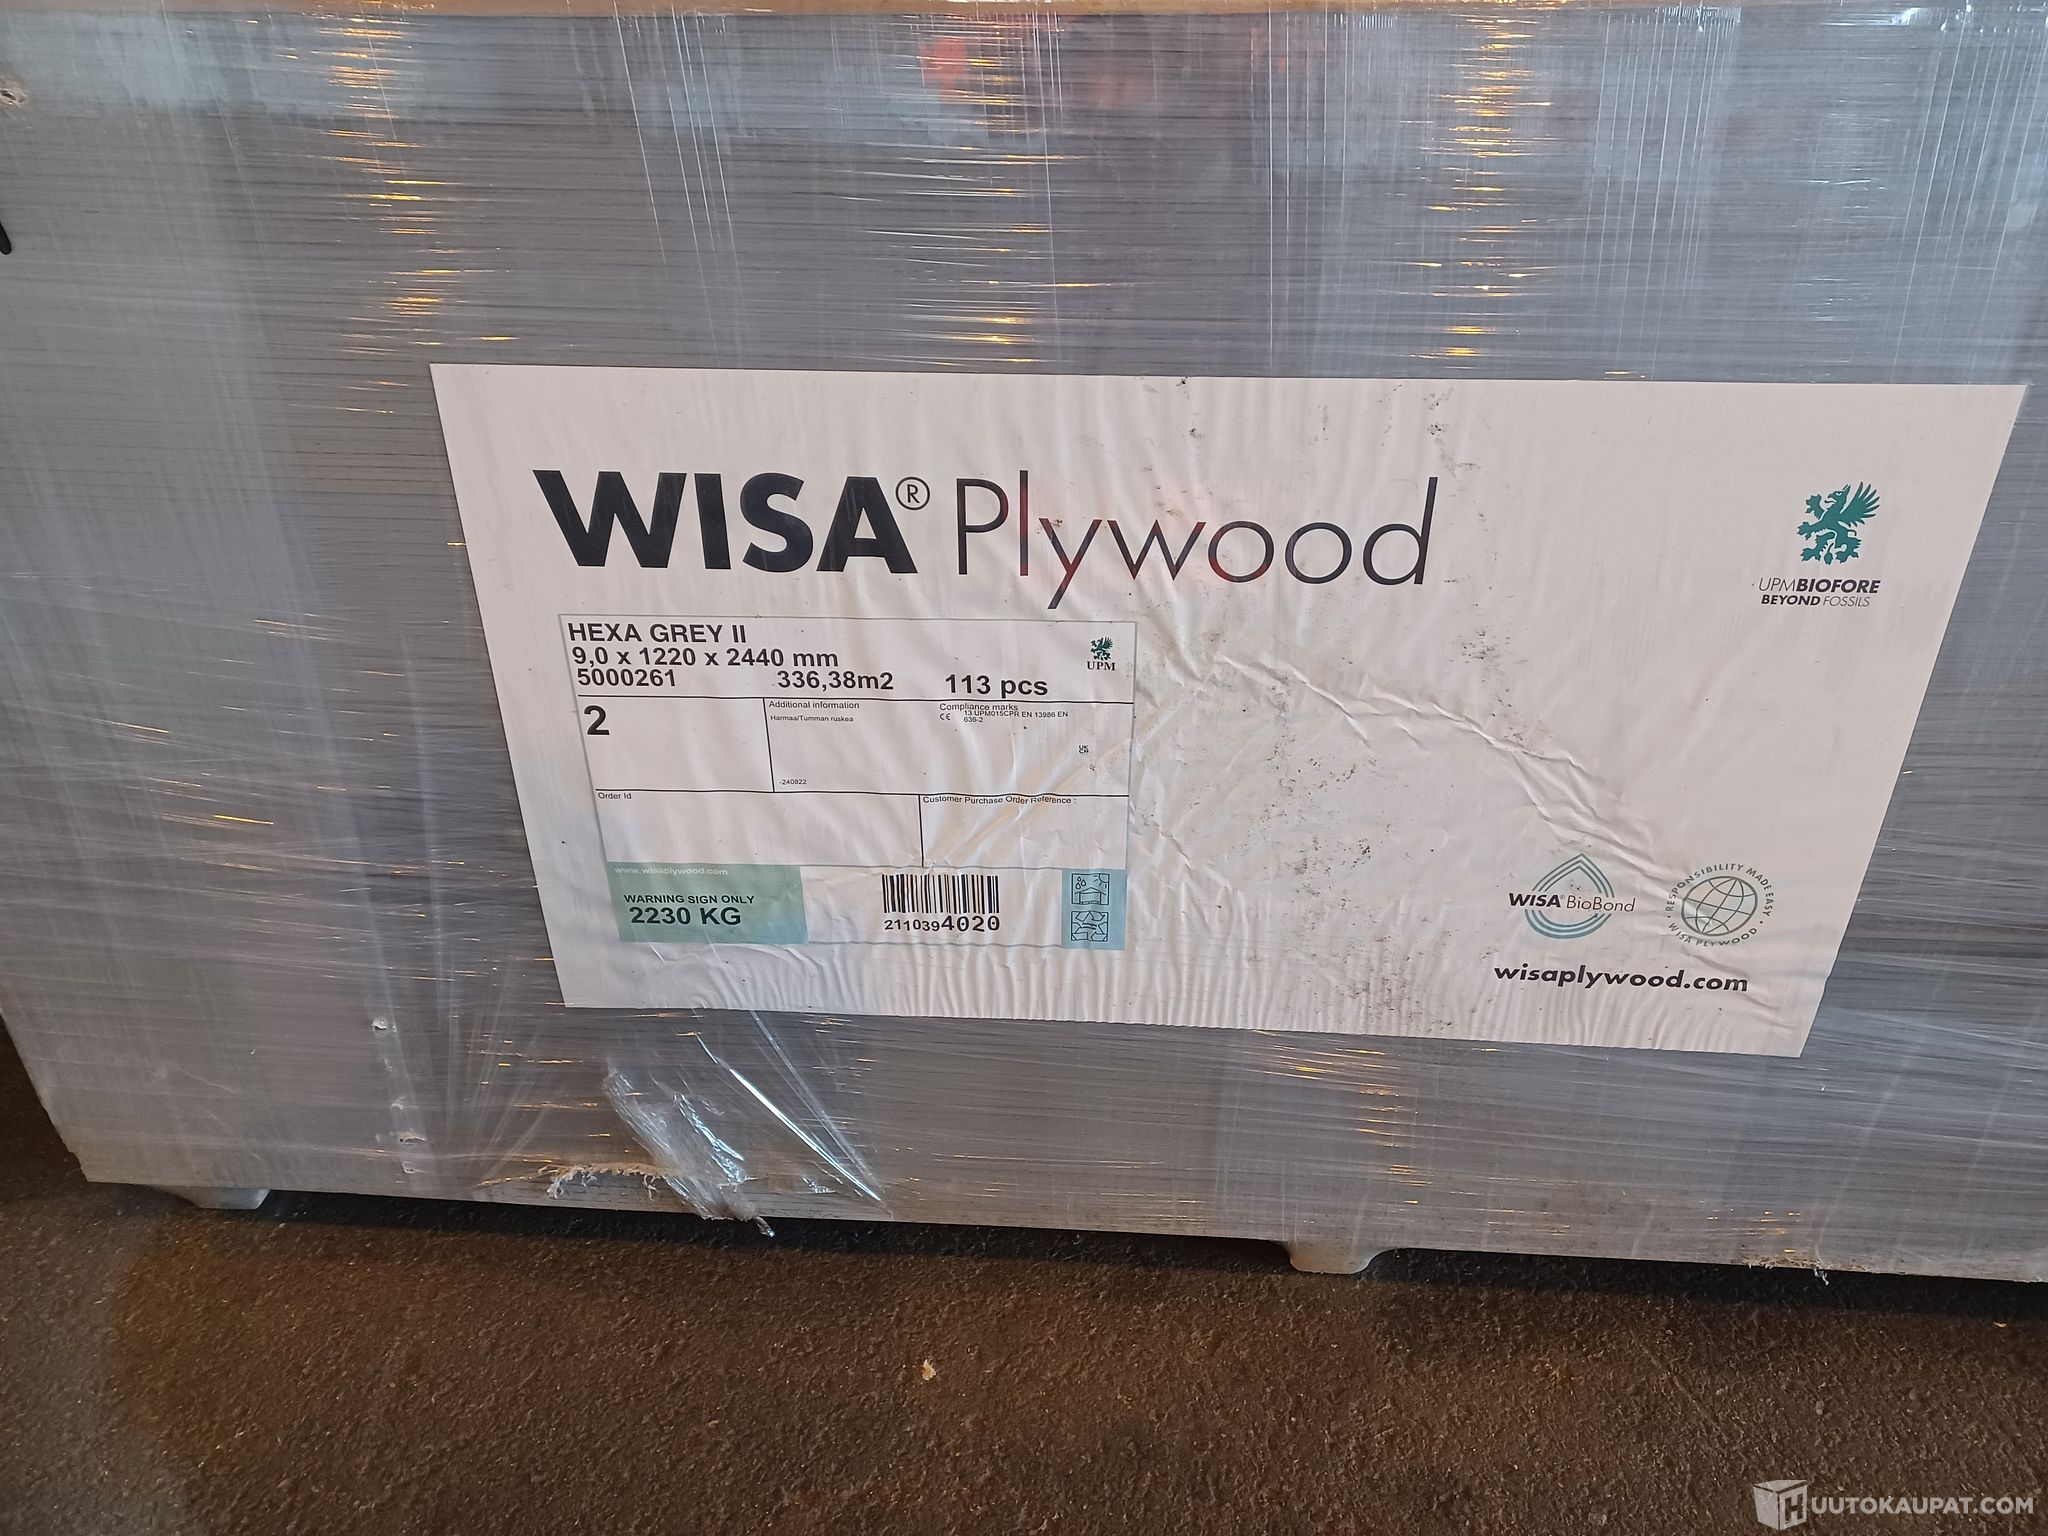 WISA® Plywood
UPMBIOFORE
BEYOND FOSSILS
HEXA GREY II
9,0 x 1220 x 2440 mm
5000261 336,38m2 113 pcs
UPM
2
Additional information
Harmaa/Tumman ruskea
-240822
Compliance marks
CE 13 UPM015CPR EN 13986 EN
636-2
UK
CA
Order Id
Customer Purchase Order Reference :
www.wisaplywood.com
WARNING SIGN ONLY
2230 KG
2110394020
WISA® BioBond
• RESPONSIBILITY MADE EASY •
WISA PLYWOOD
wisaplywood.com
HUUTOKAUPAT.COM